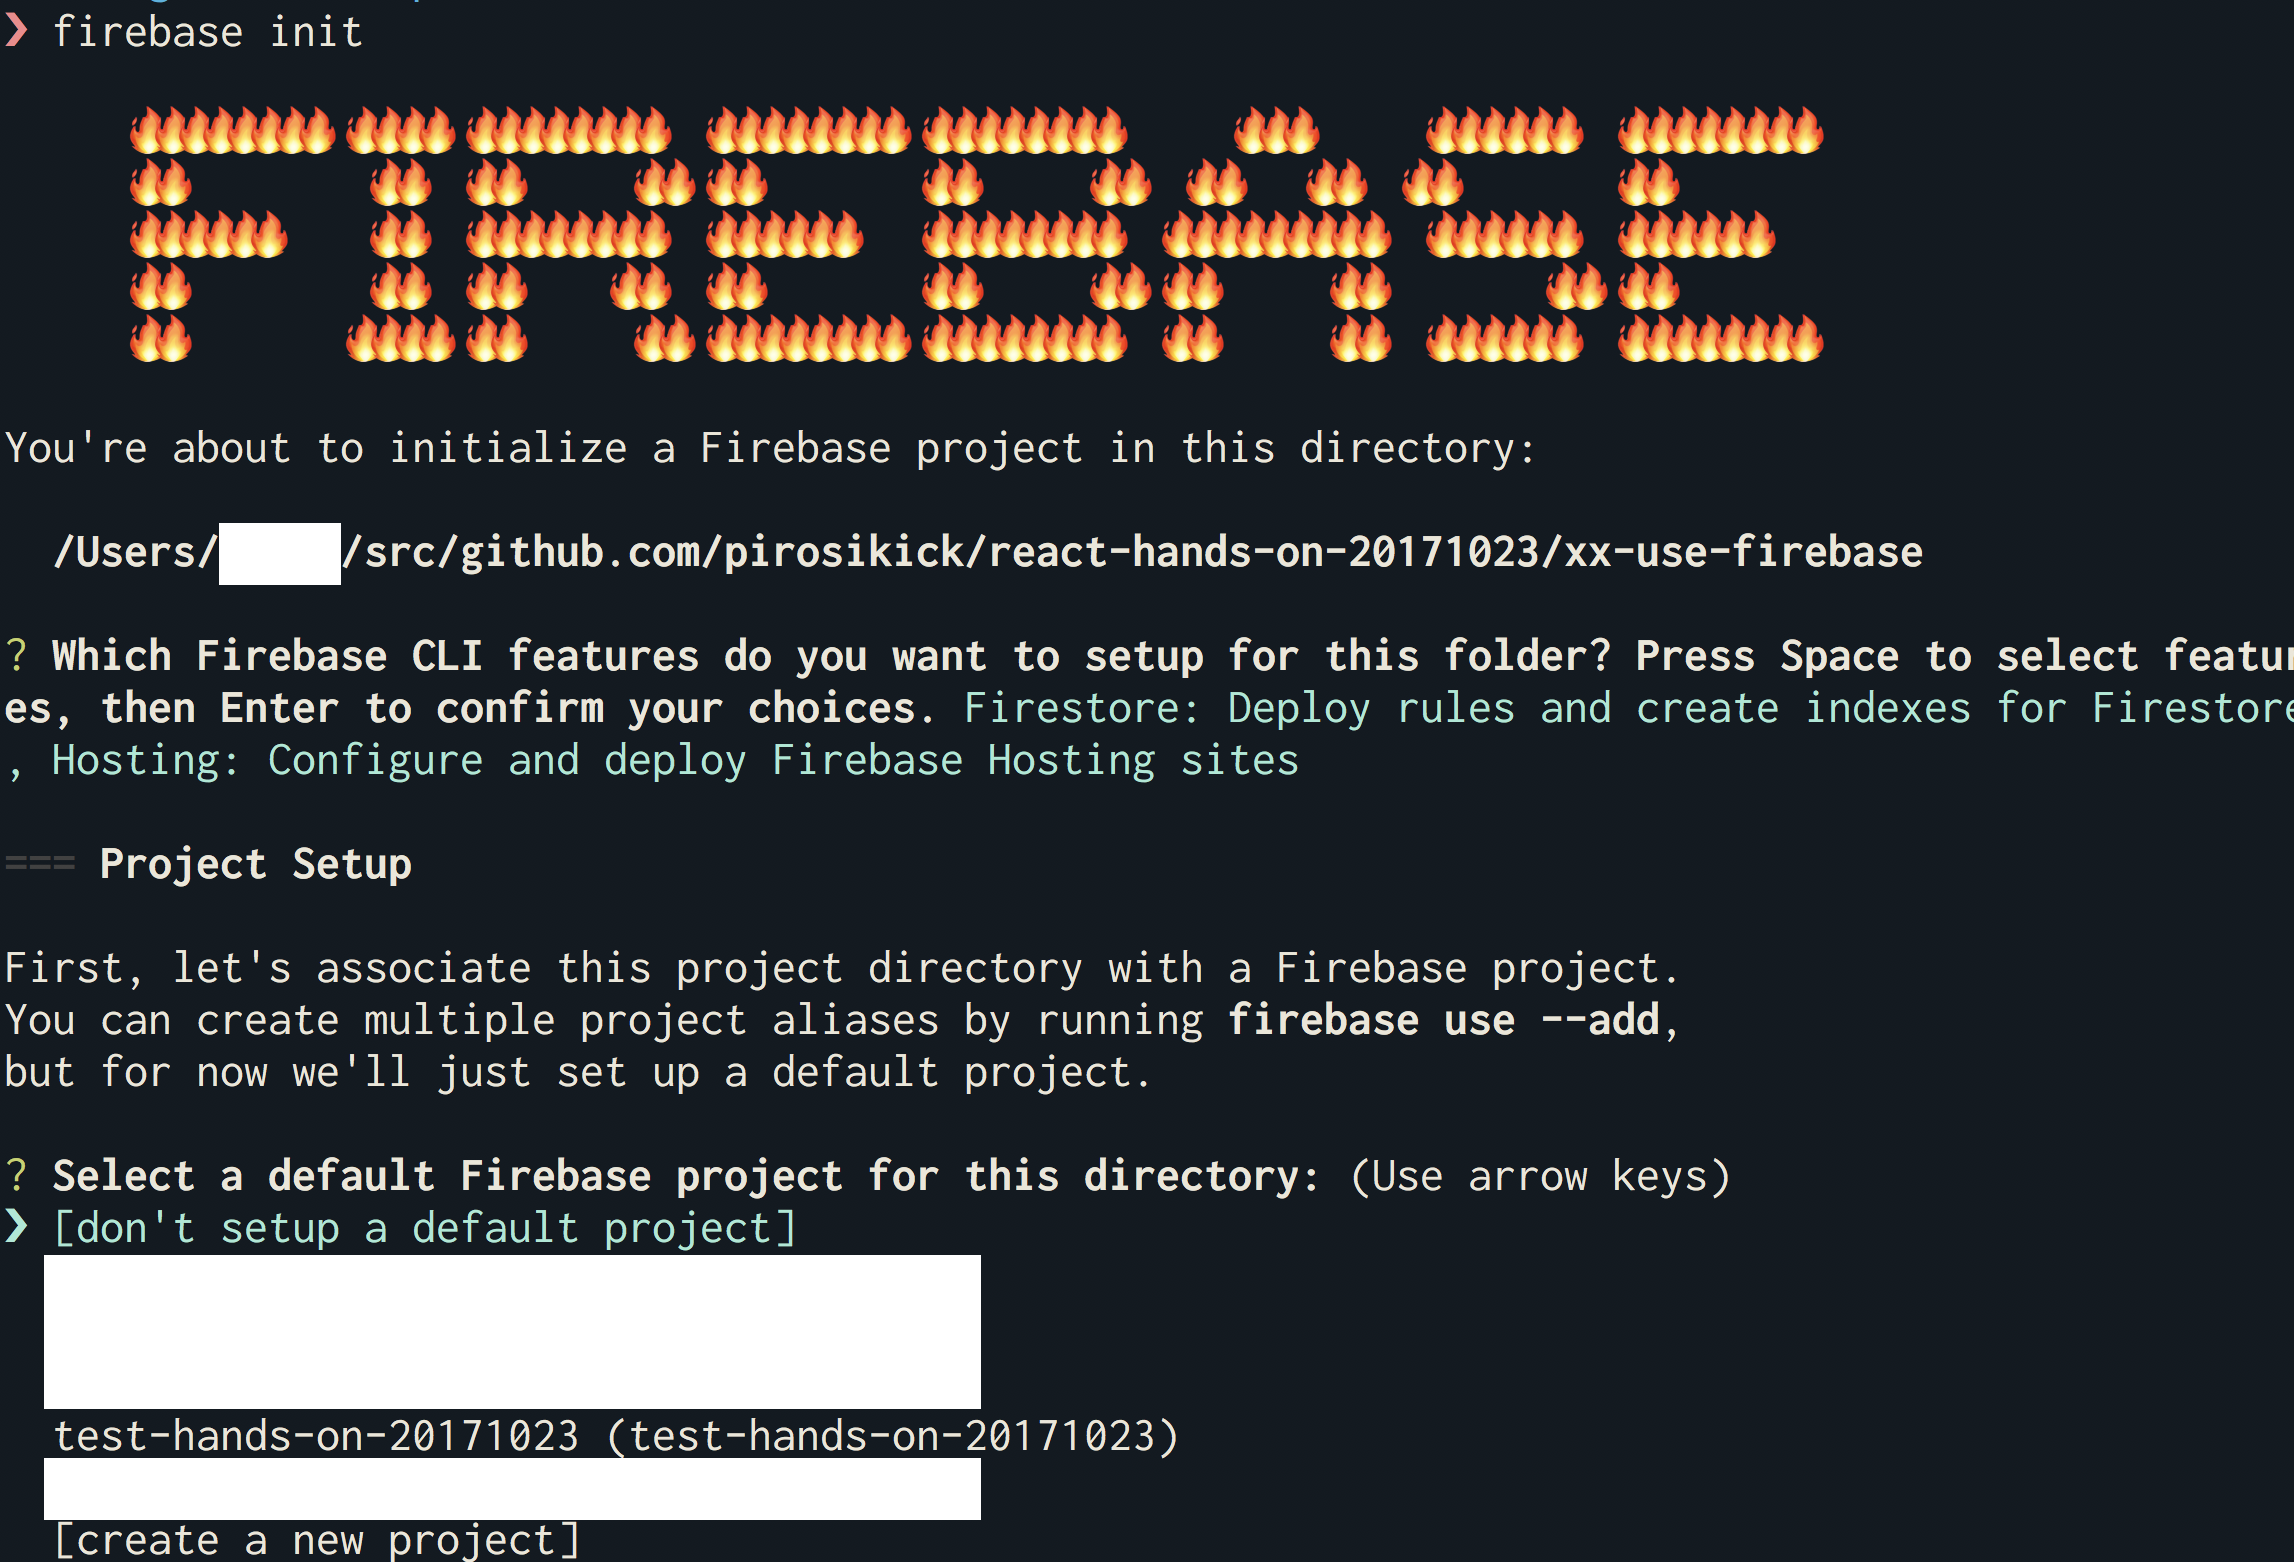 ❯ firebase init
FIREBASE
You're about to initialize a Firebase project in this directory:
/Users/ /src/github.com/pirosikick/react-hands-on-20171023/xx-use-firebase
? Which Firebase CLI features do you want to setup for this folder? Press Space to select featur
es, then Enter to confirm your choices. Firestore: Deploy rules and create indexes for Firestore
, Hosting: Configure and deploy Firebase Hosting sites
=== Project Setup
First, let's associate this project directory with a Firebase project.
You can create multiple project aliases by running firebase use --add,
but for now we'll just set up a default project.
? Select a default Firebase project for this directory: (Use arrow keys)
❯ [don't setup a default project]
test-hands-on-20171023 (test-hands-on-20171023)
[create a new project]